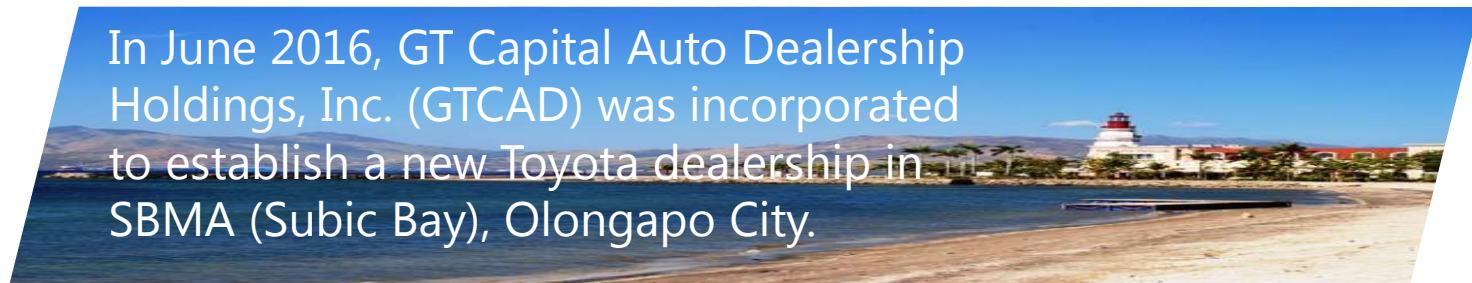 In June 2016, GT Capital Auto Dealership
Holdings, Inc. (GTCAD) was incorporated
to establish a new Toyota dealership in
SBMA (Subic Bay), Olongapo City.